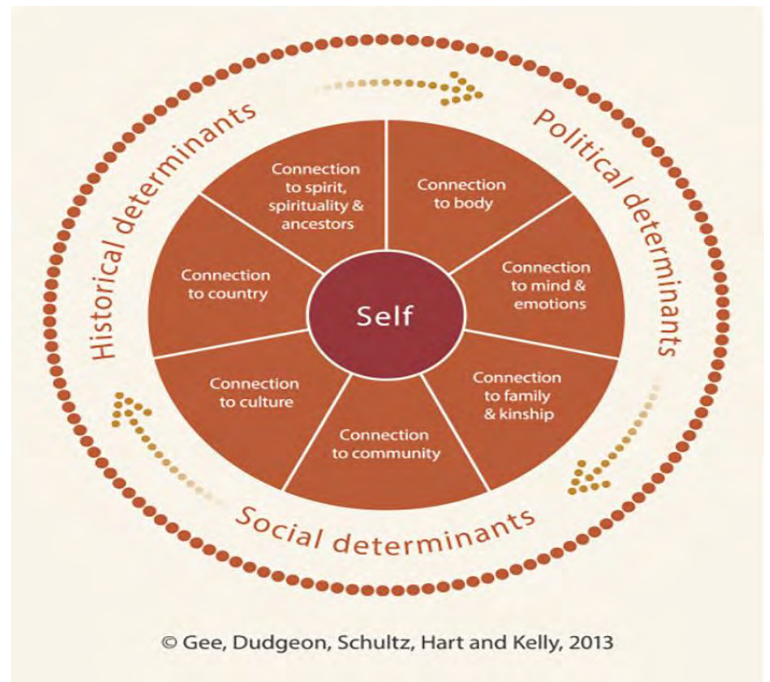 Historical determinants
Political determinants
Connection
to spirit,
spirituality &
ancestors
Connection
to body
Connection
to country
Connection
to mind &
emotions
Self
Connection
to culture
Connection
to family
& kinship
Connection
to community
Social determinants
© Gee, Dudgeon, Schultz, Hart and Kelly, 2013